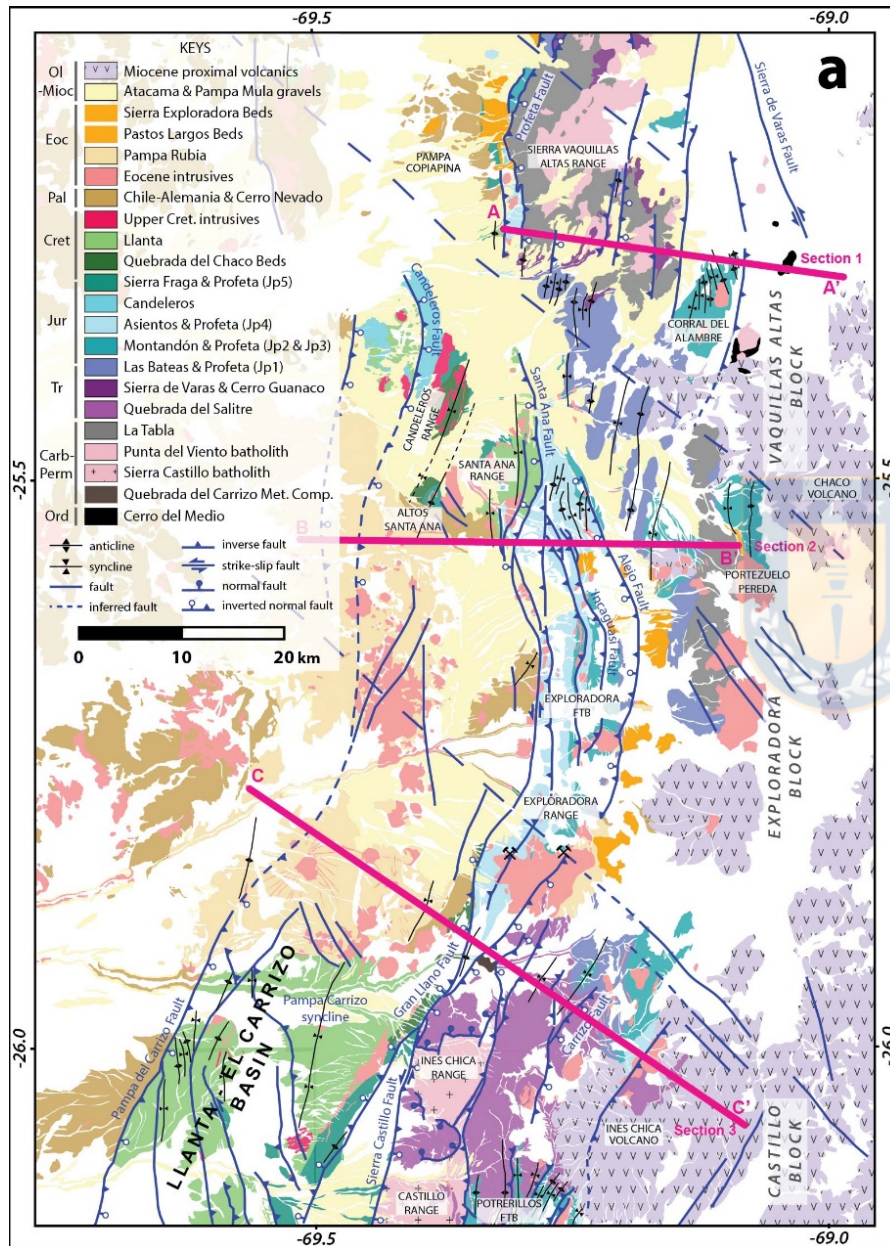 -69.5
-69.0
a
KEYS
Ol
-Mioc
Eoc
Pal
Cret
Jur
Tr
Carb-
Perm
Ord
Miocene proximal volcanics
Atacama & Pampa Mula gravels
Sierra Exploradora Beds
Pastos Largos Beds
Pampa Rubia
Eocene intrusives
Chile-Alemania & Cerro Nevado
Upper Cret. intrusives
Llanta
Quebrada del Chaco Beds
Sierra Fraga & Profeta (Jp5)
Candeleros
Asientos & Profeta (Jp4)
Montandón & Profeta (Jp2 & Jp3)
Las Bateas & Profeta (Jp1)
Sierra de Varas & Cerro Guanaco
Quebrada del Salitre
La Tabla
Punta del Viento batholith
Sierra Castillo batholith
Quebrada del Carrizo Met. Comp.
Cerro del Medio
anticline
syncline
fault
inferred fault
inverse fault
strike-slip fault
normal fault
inverted normal fault
0 10 20 km
Profeta Fault
SIERRA VAQUILLAS
ALTAS RANGE
Sierra de Varas Fault
PAMPA
COPIAPINA
A
Section 1
A'
CORRAL DEL
ALAMBRE
VAQUILLAS ALTAS
BLOCK
Candeleros Fault
CANDELEROS
RANGE
Santa Ana Fault
SANTA ANA
RANGE
ALTOS
SANTA ANA
-25.5
-25.5
CHACO
VOLCANO
B
B'
Section 2
PORTEZUELO
PEREDA
Alejo Fault
Incaguasi Fault
EXPLORADORA
FTB
EXPLORADORA
BLOCK
C
EXPLORADORA
RANGE
Gran Llano Fault
Pampa Carrizo
syncline
LLANTA - EL CARRIZO
BASIN
Pampa del Carrizo Fault
Carrizo Fault
-26.0
-26.0
INES CHICA
RANGE
Sierra Castillo Fault
INES CHICA
VOLCANO
C'
Section 3
CASTILLO
BLOCK
CASTILLO
RANGE
POTRERILLOS
FTB
-69.5
-69.0